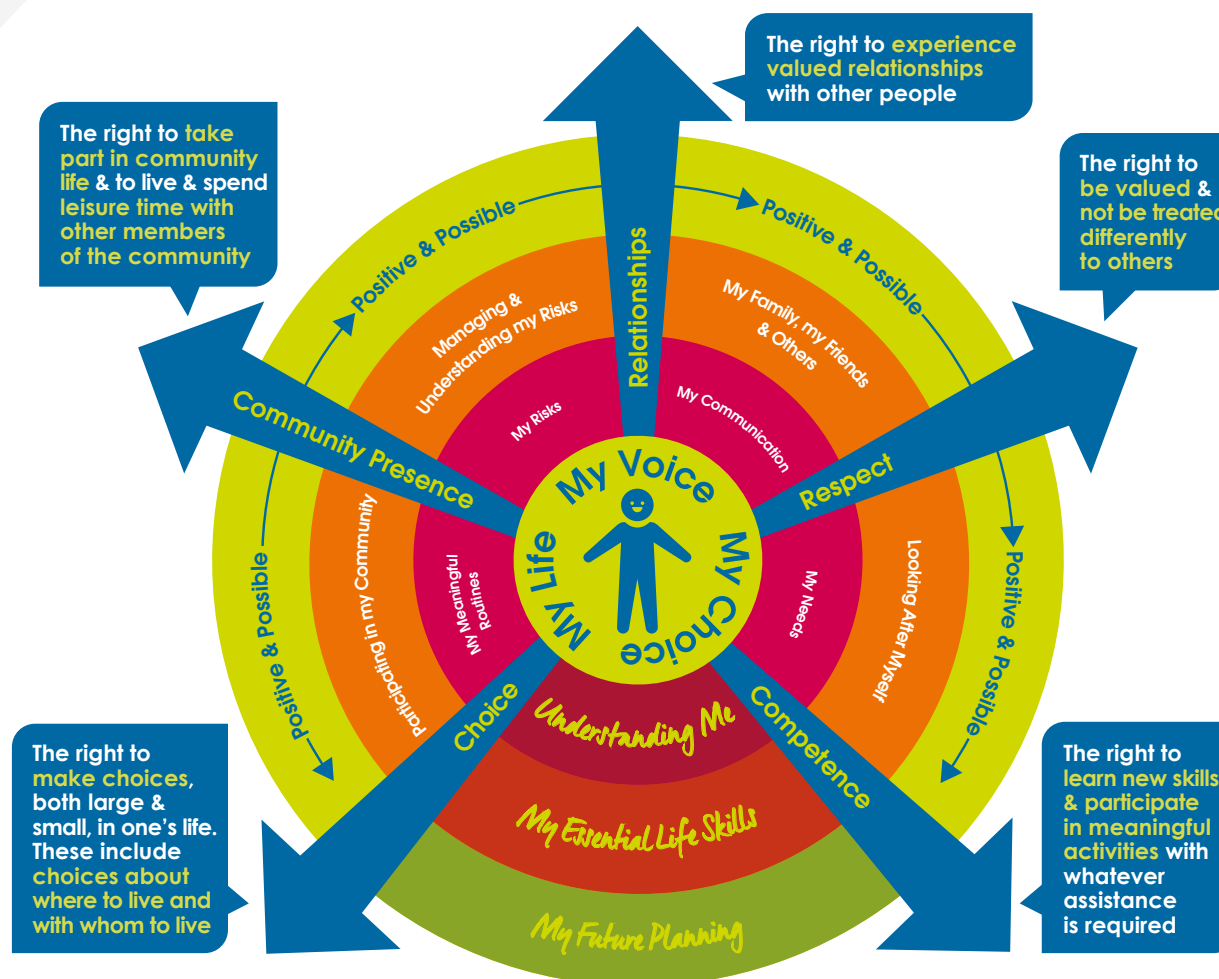 The right to experience
valued relationships
with other people
The right to take
part in community
life & to live & spend
leisure time with
other members
of the community
The right to
be valued &
not be treated
differently
to others
Positive & Possible
Positive & Possible
Relationships
Managing &
Understanding my Risks
My Family, my Friends
& Others
My Risks
My Communication
Community Presence
Respect
My Voice
My Choice
My Life
Positive & Possible
Participating in my Community
My Meaningful
Routines
My Needs
Looking After Myself
Positive & Possible
Choice
Competence
Understanding Me
My Essential Life Skills
My Future Planning
The right to
make choices,
both large &
small, in one's life.
These include
choices about
where to live and
with whom to live
The right to
learn new skills
& participate
in meaningful
activities with
whatever
assistance
is required